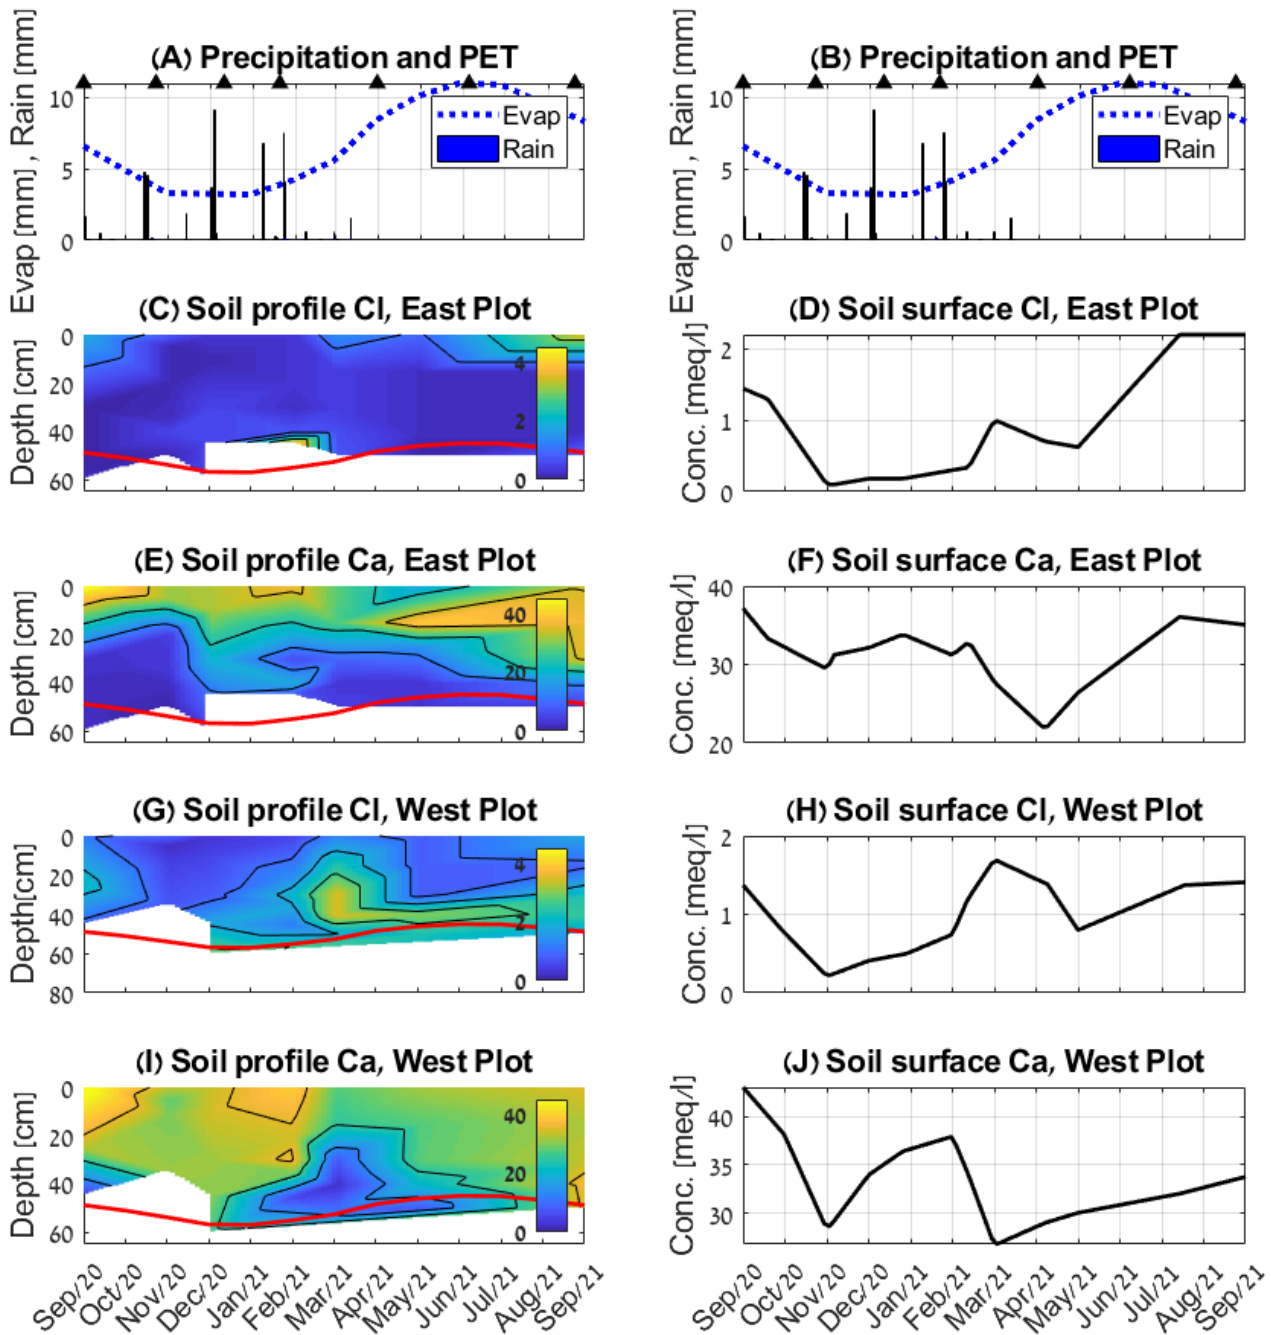 (A) Precipitation and PET
Evap [mm] , Rain [mm]
10
5
0
Evap
Rain
(B) Precipitation and PET
Evap [mm] , Rain [mm]
10
5
0
Evap
Rain
(C) Soil profile Cl, East Plot
Depth [cm]
0
20
40
60
4
2
0
(D) Soil surface Cl, East Plot
Conc. [meq/l]
2
1
0
(E) Soil profile Ca, East Plot
Depth [cm]
0
20
40
60
40
20
0
(F) Soil surface Ca, East Plot
Conc. [meq/l]
40
30
20
(G) Soil profile Cl, West Plot
Depth[cm]
0
20
40
60
80
4
2
0
(H) Soil surface Cl, West Plot
Conc. [meq/l]
2
1
0
(I) Soil profile Ca, West Plot
Depth [cm]
0
20
40
60
40
20
0
Sep/20 Oct/20 Nov/20 Dec/20 Jan/21 Feb/21 Mar/21 Apr/21 May/21 Jun/21 Jul/21 Aug/21 Sep/21
(J) Soil surface Ca, West Plot
Conc. [meq/l]
40
35
30
Sep/20 Oct/20 Nov/20 Dec/20 Jan/21 Feb/21 Mar/21 Apr/21 May/21 Jun/21 Jul/21 Aug/21 Sep/21